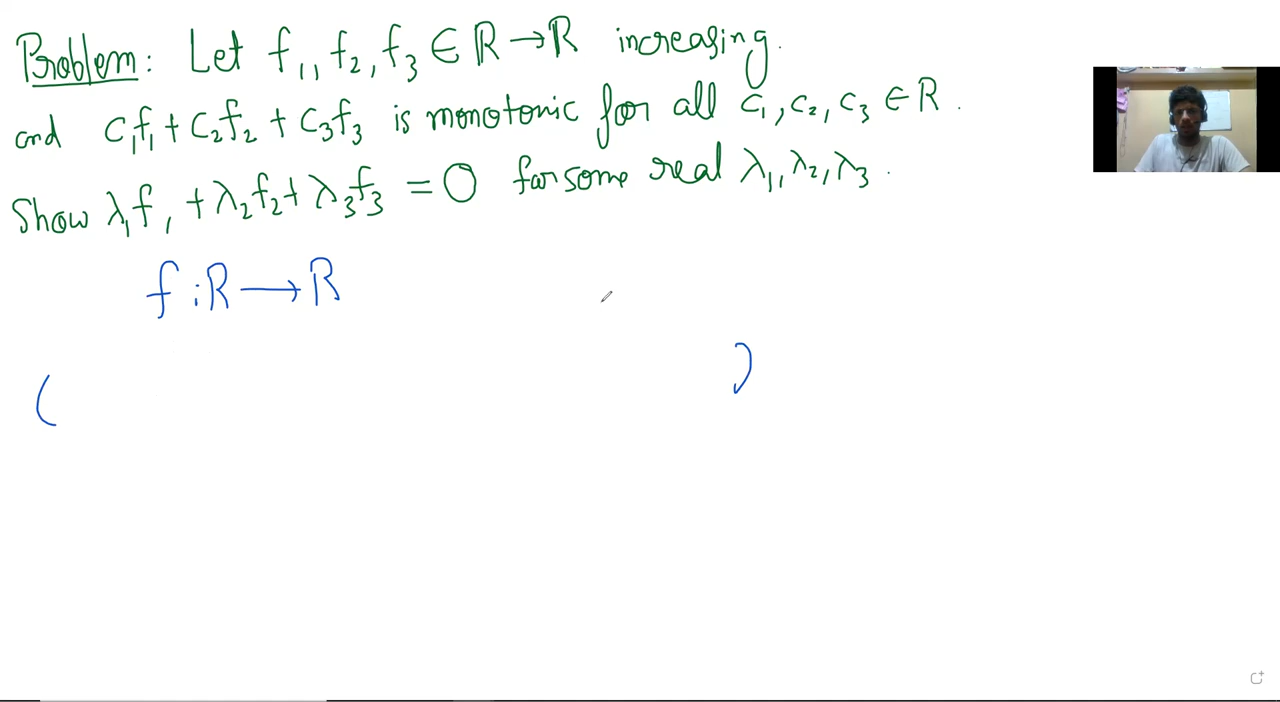 Problem: Let f₁, f₂, f₃ ∈ ℝ → ℝ increasing.
and c₁f₁ + c₂f₂ + c₃f₃ is monotonic for all c₁, c₂, c₃ ∈ ℝ.
Show λ₁f₁ + λ₂f₂ + λ₃f₃ = 0 for some real λ₁, λ₂, λ₃.
f : ℝ ⟶ ℝ
( )